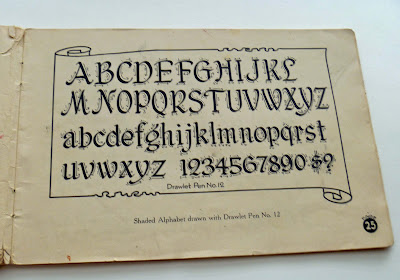 ABCDEFGHIJKL
MNOPQRSTUVWXYZ
abcdefghijklmnopqrst
uvwxyz 1234567890 $?
Drawlet Pen No. 12
Shaded Alphabet drawn with Drawlet Pen No. 12
25